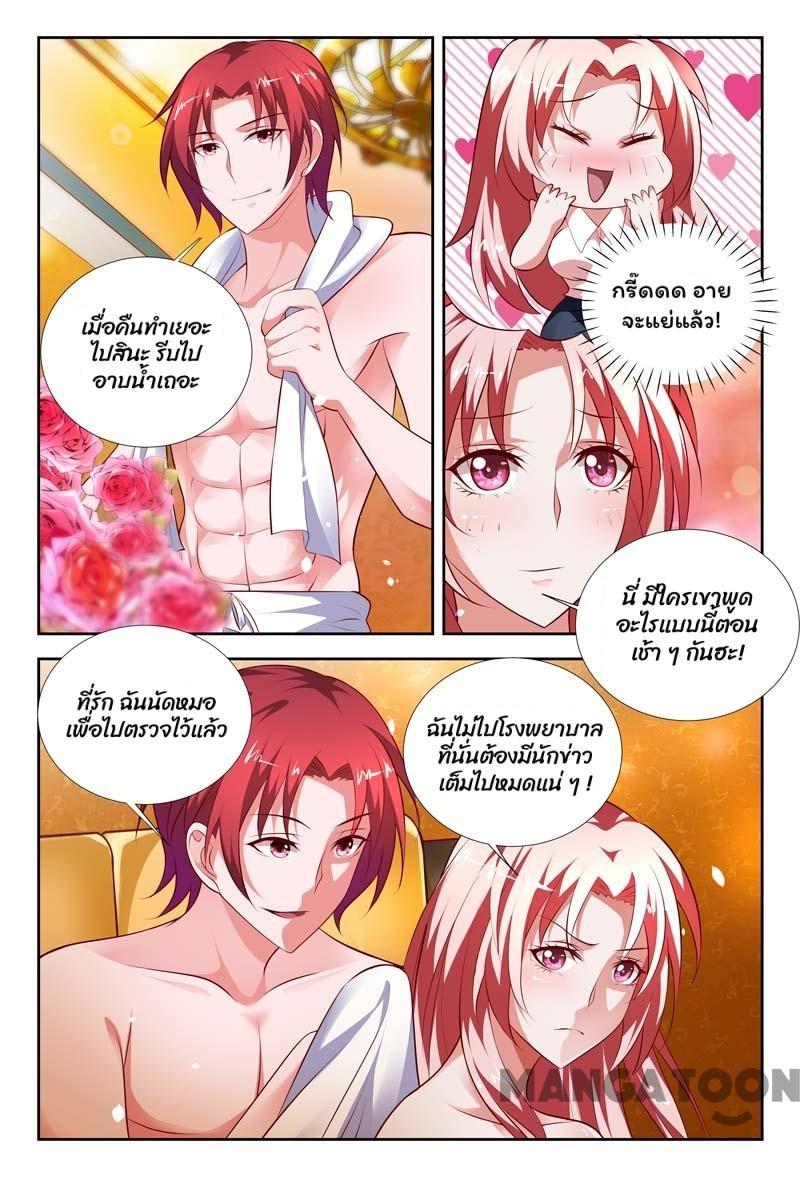 เมื่อคืนทำเยอะ
ไปสินะ รีบไป
อาบน้ำเถอะ
กรี๊ดดด อาย
จะแย่แล้ว!
นี่ มีใครเขาพูด
อะไรแบบนี้ตอน
เช้า ๆ กันฮะ!
ที่รัก ฉันนัดหมอ
เพื่อไปตรวจไว้แล้ว
ฉันไม่ไปโรงพยาบาล
ที่นั่นต้องมีนักข่าว
เต็มไปหมดแน่ ๆ !
MANGATOON